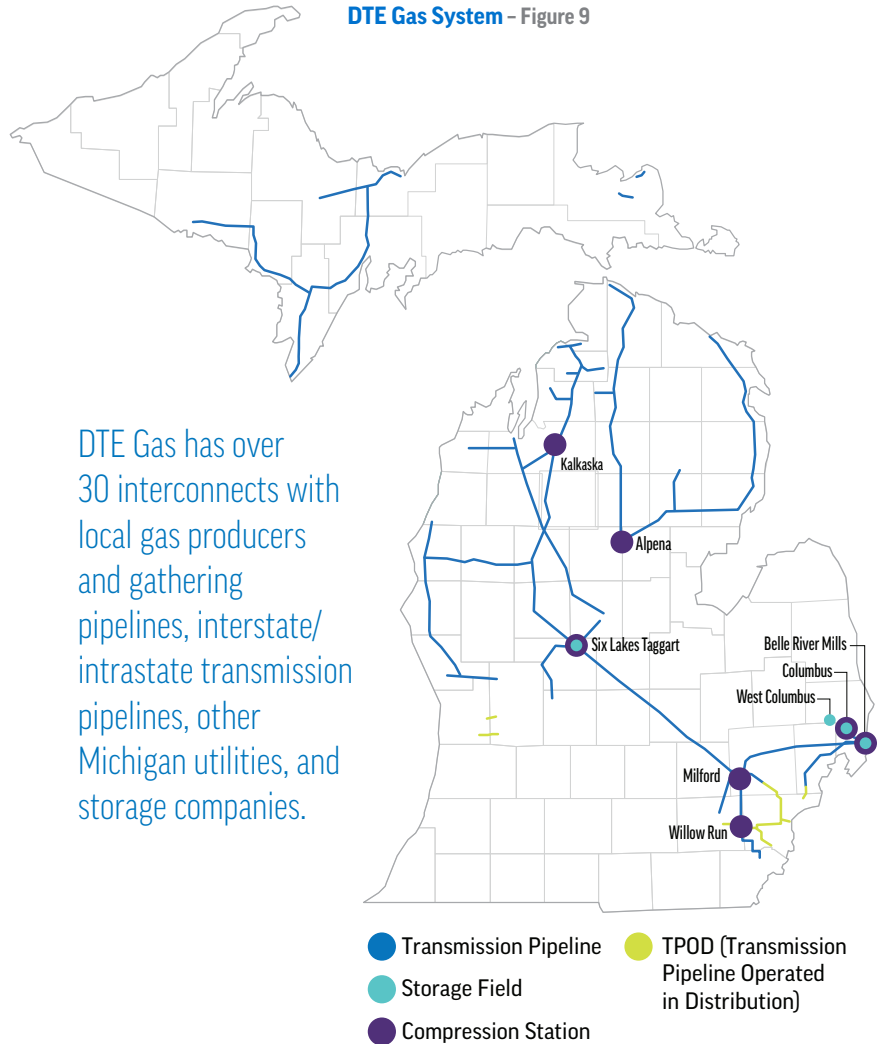 DTE Gas System – Figure 9
DTE Gas has over
30 interconnects with
local gas producers
and gathering
pipelines, interstate/
intrastate transmission
pipelines, other
Michigan utilities, and
storage companies.
Kalkaska
Alpena
Six Lakes Taggart
Belle River Mills
Columbus
West Columbus
Milford
Willow Run
Transmission Pipeline
Storage Field
Compression Station
TPOD (Transmission
Pipeline Operated
in Distribution)